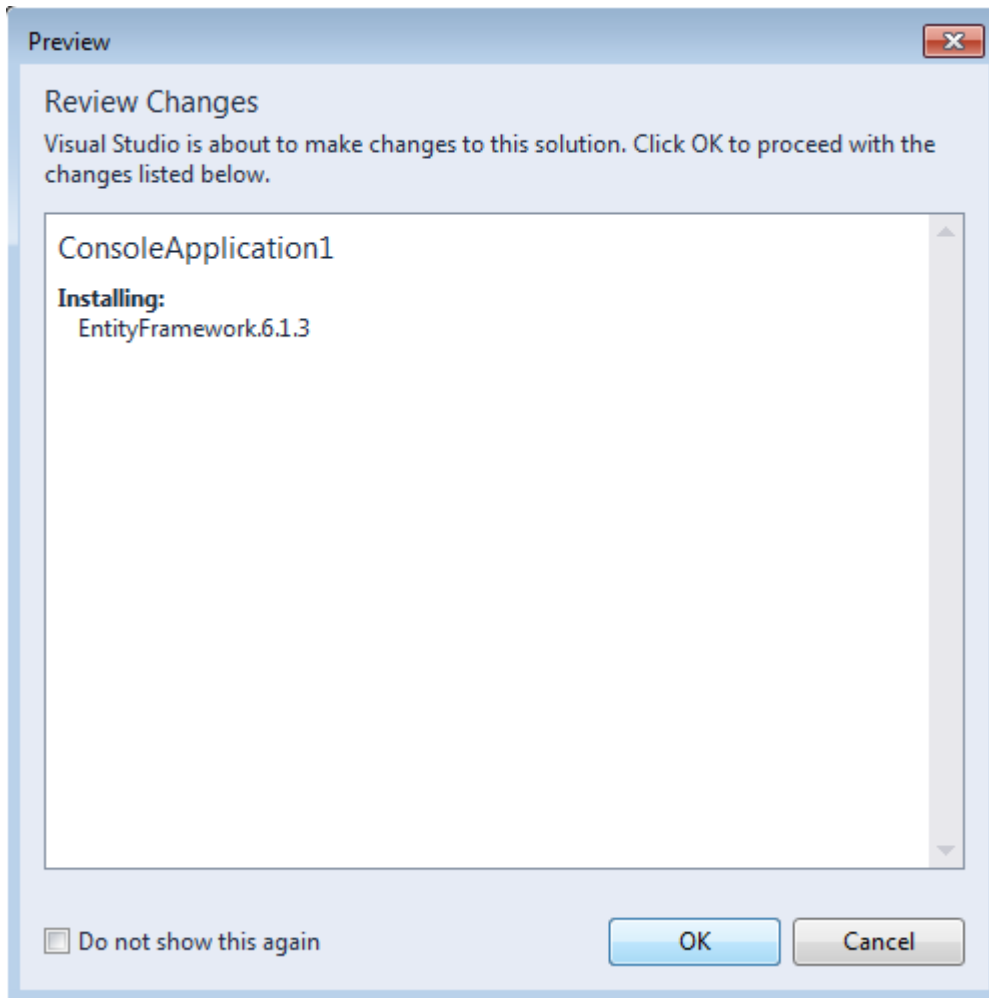 Preview
Review Changes
Visual Studio is about to make changes to this solution. Click OK to proceed with the
changes listed below.
ConsoleApplication1
Installing:
EntityFramework.6.1.3
Do not show this again
OK
Cancel